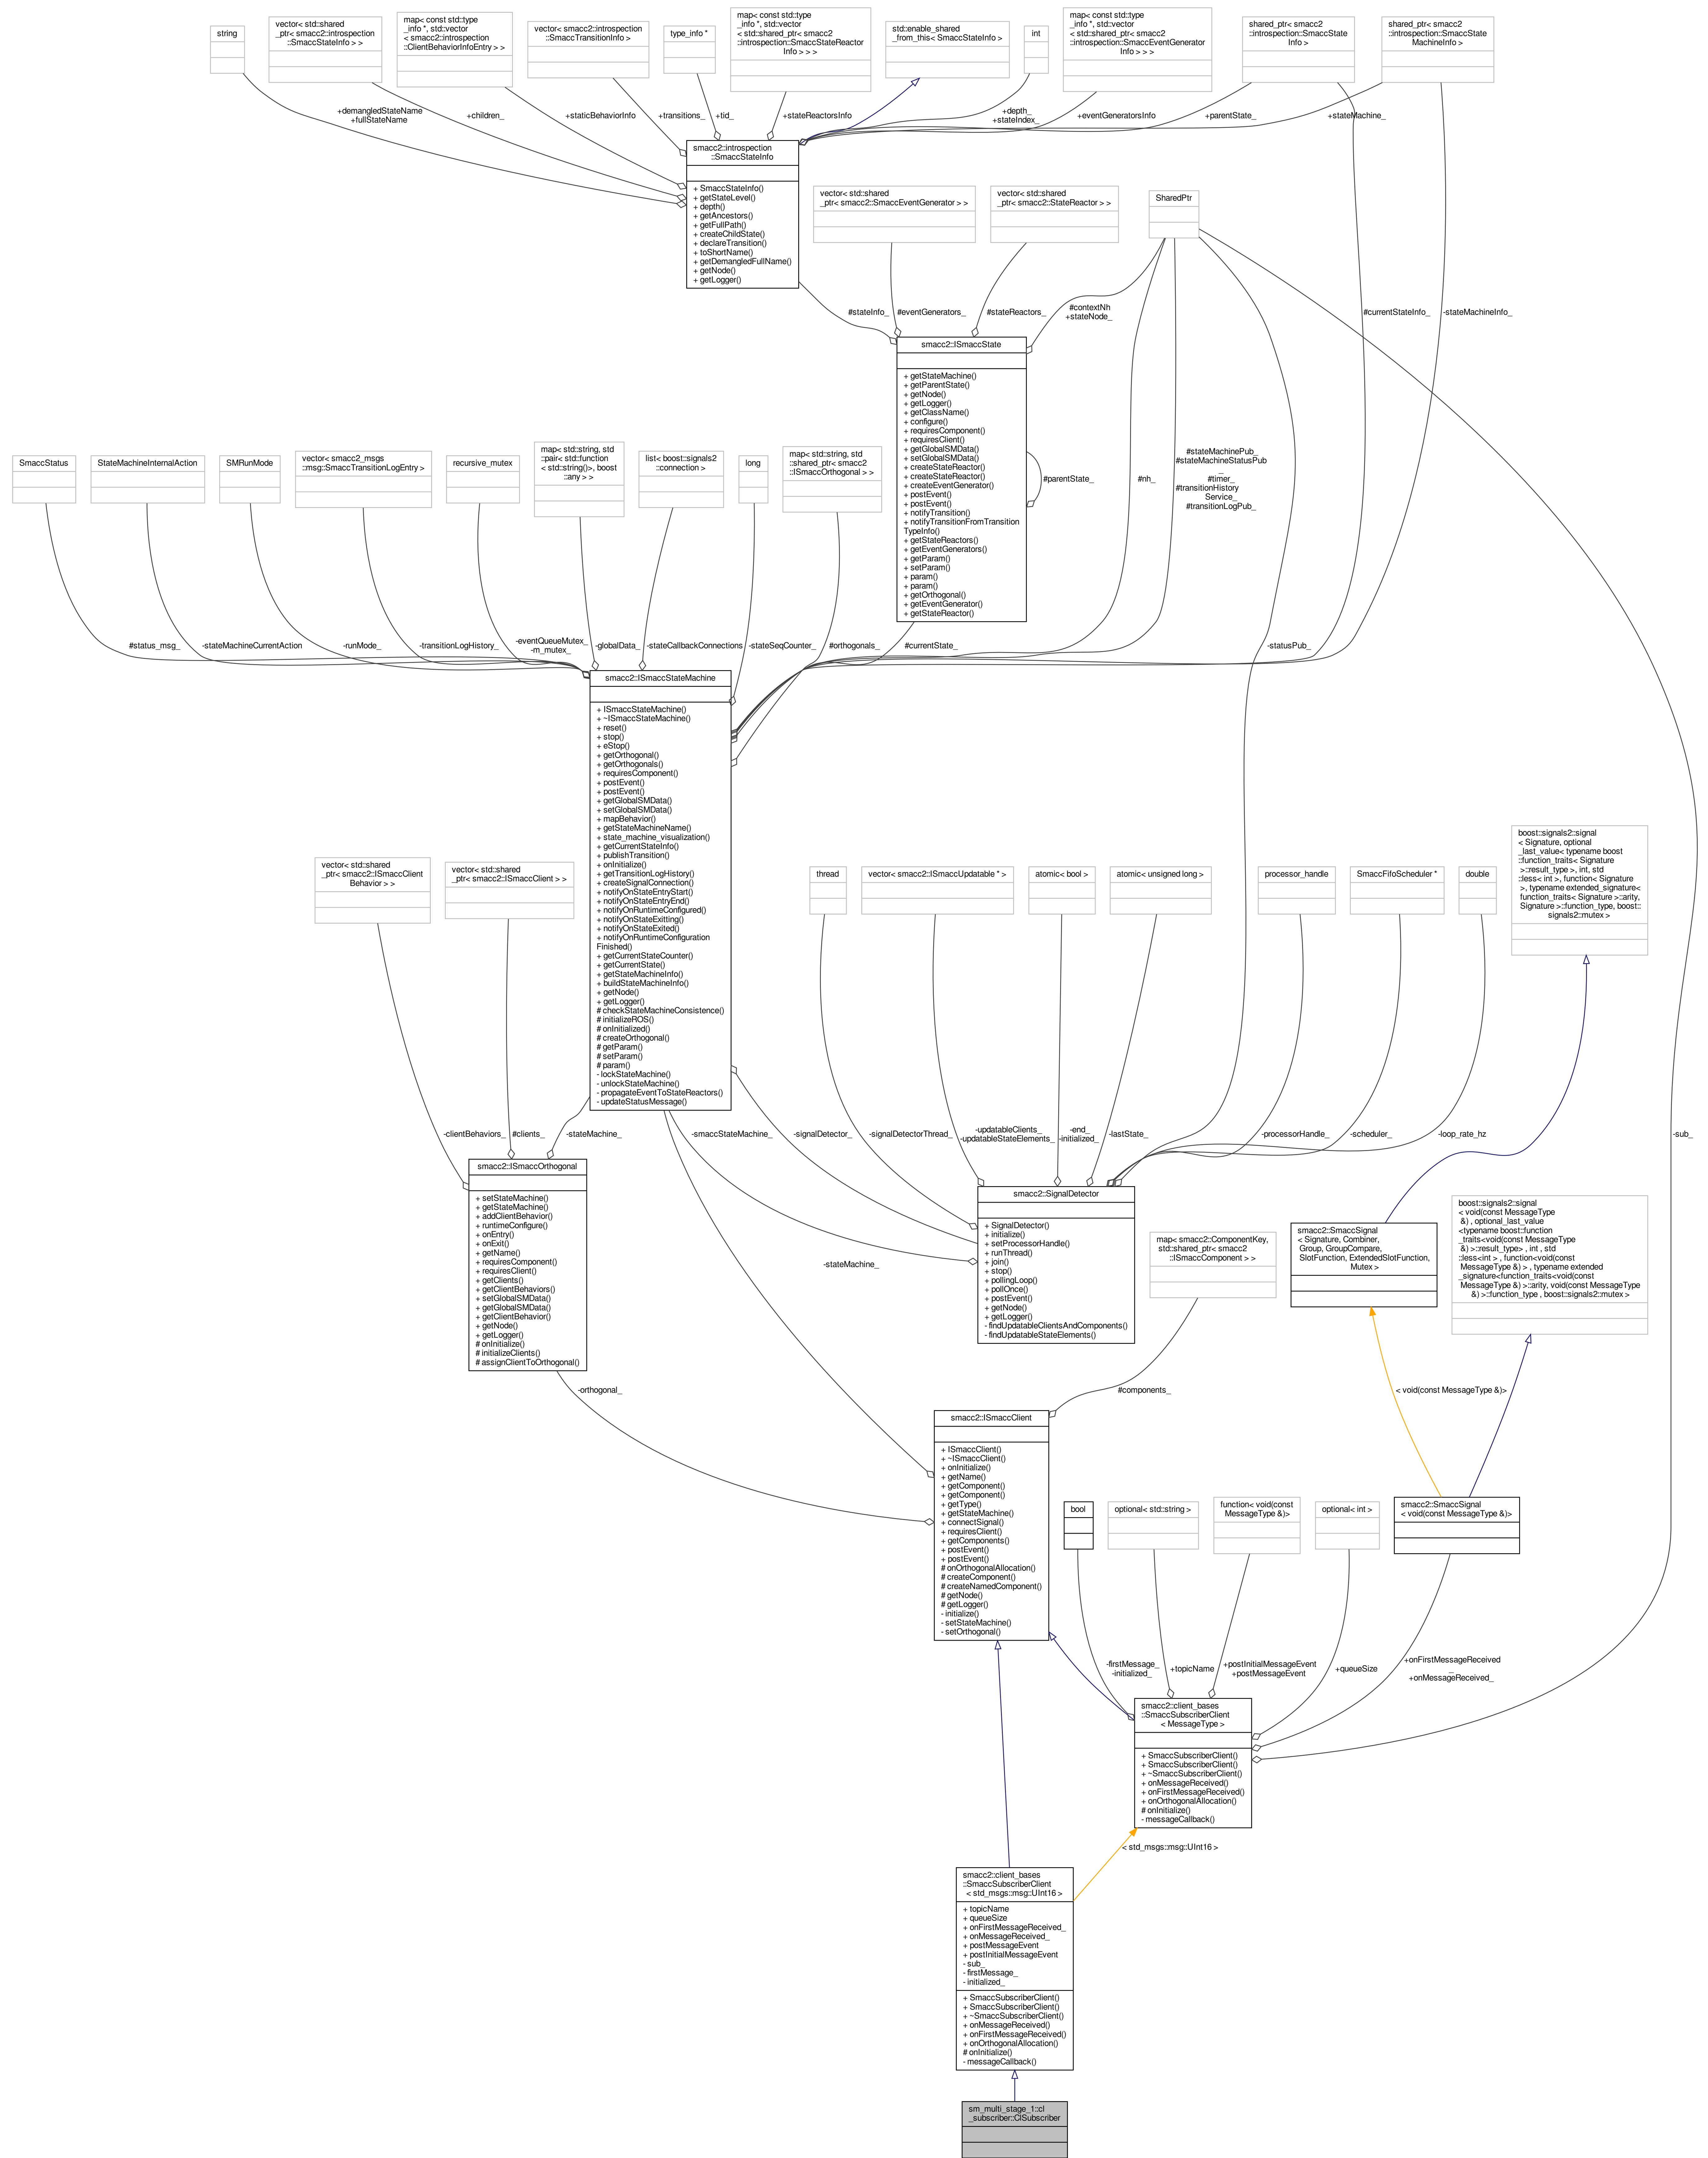 string
vector< std::shared
_ptr< smacc2::introspection
::SmaccStateInfo > >
map< const std::type
_info *, std::vector
< smacc2::introspection
::ClientBehaviorInfoEntry > >
vector< smacc2::introspection
::SmaccTransitionInfo >
type_info *
map< const std::type
_info *, std::vector
< std::shared_ptr< smacc2
::introspection::SmaccStateReactor
Info > > >
std::enable_shared
_from_this< SmaccStateInfo >
int
map< const std::type
_info *, std::vector
< std::shared_ptr< smacc2
::introspection::SmaccEventGenerator
Info > > >
shared_ptr< smacc2
::introspection::SmaccState
Info >
shared_ptr< smacc2
::introspection::SmaccState
MachineInfo >
+demangledStateName
+fullStateName
+children_
+staticBehaviorInfo
+transitions_
+tid_
+stateReactorsInfo
+depth_
+stateIndex_
+eventGeneratorsInfo
+parentState_
+stateMachine_
smacc2::introspection
::SmaccStateInfo
+ SmaccStateInfo()
+ getStateLevel()
+ depth()
+ getAncestors()
+ getFullPath()
+ createChildState()
+ declareTransition()
+ toShortName()
+ getDemangledFullName()
+ getNode()
+ getLogger()
vector< std::shared
_ptr< smacc2::SmaccEventGenerator > >
vector< std::shared
_ptr< smacc2::StateReactor > >
SharedPtr
#stateInfo_
#eventGenerators_
#stateReactors_
#contextNh
+stateNode_
#currentStateInfo_
-stateMachineInfo_
smacc2::ISmaccState
+ getStateMachine()
+ getParentState()
+ getNode()
+ getLogger()
+ getClassName()
+ configure()
+ requiresComponent()
+ requiresClient()
+ getGlobalSMData()
+ setGlobalSMData()
+ createStateReactor()
+ createStateReactor()
+ createEventGenerator()
+ postEvent()
+ postEvent()
+ notifyTransition()
+ notifyTransitionFromTransition
TypeInfo()
+ getStateReactors()
+ getEventGenerators()
+ getParam()
+ setParam()
+ param()
+ param()
+ getOrthogonal()
+ getEventGenerator()
+ getStateReactor()
#parentState_
#nh_
#stateMachinePub_
#stateMachineStatusPub
_
#timer_
#transitionHistory
Service_
#transitionLogPub_
SmaccStatus
StateMachineInternalAction
SMRunMode
vector< smacc2_msgs
::msg::SmaccTransitionLogEntry >
recursive_mutex
map< std::string, std
::pair< std::function
< std::string()>, boost
::any > >
list< boost::signals2
::connection >
long
map< std::string, std
::shared_ptr< smacc2
::ISmaccOrthogonal > >
#status_msg_
-stateMachineCurrentAction
-runMode_
-transitionLogHistory_
-eventQueueMutex_
-m_mutex_
-globalData_
-stateCallbackConnections
-stateSeqCounter_
#orthogonals_
#currentState_
-statusPub_
smacc2::ISmaccStateMachine
+ ISmaccStateMachine()
+ ~ISmaccStateMachine()
+ reset()
+ stop()
+ eStop()
+ getOrthogonal()
+ getOrthogonals()
+ requiresComponent()
+ postEvent()
+ postEvent()
+ getGlobalSMData()
+ setGlobalSMData()
+ mapBehavior()
+ getStateMachineName()
+ state_machine_visualization()
+ getCurrentStateInfo()
+ publishTransition()
+ onInitialize()
+ getTransitionLogHistory()
+ createSignalConnection()
+ notifyOnStateEntryStart()
+ notifyOnStateEntryEnd()
+ notifyOnRuntimeConfigured()
+ notifyOnStateExitting()
+ notifyOnStateExited()
+ notifyOnRuntimeConfiguration
Finished()
+ getCurrentStateCounter()
+ getCurrentState()
+ getStateMachineInfo()
+ buildStateMachineInfo()
+ getNode()
+ getLogger()
# checkStateMachineConsistence()
# initializeROS()
# onInitialized()
# createOrthogonal()
# getParam()
# setParam()
# param()
- lockStateMachine()
- unlockStateMachine()
- propagateEventToStateReactors()
- updateStatusMessage()
vector< std::shared
_ptr< smacc2::ISmaccClient
Behavior > >
vector< std::shared
_ptr< smacc2::ISmaccClient > >
thread
vector< smacc2::ISmaccUpdatable * >
atomic< bool >
atomic< unsigned long >
processor_handle
SmaccFifoScheduler *
double
boost::signals2::signal
< Signature, optional
_last_value< typename boost
::function_traits< Signature
>::result_type >, int, std
::less< int >, function< Signature
>, typename extended_signature<
function_traits< Signature >::arity,
Signature >::function_type, boost::
signals2::mutex >
-clientBehaviors_
#clients_
-stateMachine_
-smaccStateMachine_
-signalDetector_
-signalDetectorThread_
-updatableClients_
-updatableStateElements_
-end_
-initialized_
-lastState_
-processorHandle_
-scheduler_
-loop_rate_hz
-sub_
smacc2::ISmaccOrthogonal
+ setStateMachine()
+ getStateMachine()
+ addClientBehavior()
+ runtimeConfigure()
+ onEntry()
+ onExit()
+ getName()
+ requiresComponent()
+ requiresClient()
+ getClients()
+ getClientBehaviors()
+ setGlobalSMData()
+ getGlobalSMData()
+ getClientBehavior()
+ getNode()
+ getLogger()
# onInitialize()
# initializeClients()
# assignClientToOrthogonal()
smacc2::SignalDetector
+ SignalDetector()
+ initialize()
+ setProcessorHandle()
+ runThread()
+ join()
+ stop()
+ pollingLoop()
+ pollOnce()
+ postEvent()
+ getNode()
+ getLogger()
- findUpdatableClientsAndComponents()
- findUpdatableStateElements()
-stateMachine_
map< smacc2::ComponentKey,
std::shared_ptr< smacc2
::ISmaccComponent > >
smacc2::SmaccSignal
< Signature, Combiner,
Group, GroupCompare,
SlotFunction, ExtendedSlotFunction,
Mutex >
boost::signals2::signal
< void(const MessageType
&) , optional_last_value
<typename boost::function
_traits<void(const MessageType
&) >::result_type> , int , std
::less<int > , function<void(const
MessageType &) > , typename extended
_signature<function_traits<void(const
MessageType &) >::arity, void(const MessageType
&) >::function_type , boost::signals2::mutex >
-orthogonal_
#components_
< void(const MessageType &)>
smacc2::ISmaccClient
+ ISmaccClient()
+ ~ISmaccClient()
+ onInitialize()
+ getName()
+ getComponent()
+ getComponent()
+ getType()
+ getStateMachine()
+ connectSignal()
+ requiresClient()
+ getComponents()
+ postEvent()
+ postEvent()
# onOrthogonalAllocation()
# createComponent()
# createNamedComponent()
# getNode()
# getLogger()
- initialize()
- setStateMachine()
- setOrthogonal()
bool
optional< std::string >
function< void(const
MessageType &)>
optional< int >
smacc2::SmaccSignal
< void(const MessageType &)>
-firstMessage_
-initialized_
+topicName
+postInitialMessageEvent
+postMessageEvent
+queueSize
+onFirstMessageReceived
_
+onMessageReceived_
smacc2::client_bases
::SmaccSubscriberClient
< MessageType >
+ SmaccSubscriberClient()
+ SmaccSubscriberClient()
+ ~SmaccSubscriberClient()
+ onMessageReceived()
+ onFirstMessageReceived()
+ onOrthogonalAllocation()
# onInitialize()
- messageCallback()
< std_msgs::msg::UInt16 >
smacc2::client_bases
::SmaccSubscriberClient
< std_msgs::msg::UInt16 >
+ topicName
+ queueSize
+ onFirstMessageReceived_
+ onMessageReceived_
+ postMessageEvent
+ postInitialMessageEvent
- sub_
- firstMessage_
- initialized_
+ SmaccSubscriberClient()
+ SmaccSubscriberClient()
+ ~SmaccSubscriberClient()
+ onMessageReceived()
+ onFirstMessageReceived()
+ onOrthogonalAllocation()
# onInitialize()
- messageCallback()
sm_multi_stage_1::cl
_subscriber::ClSubscriber